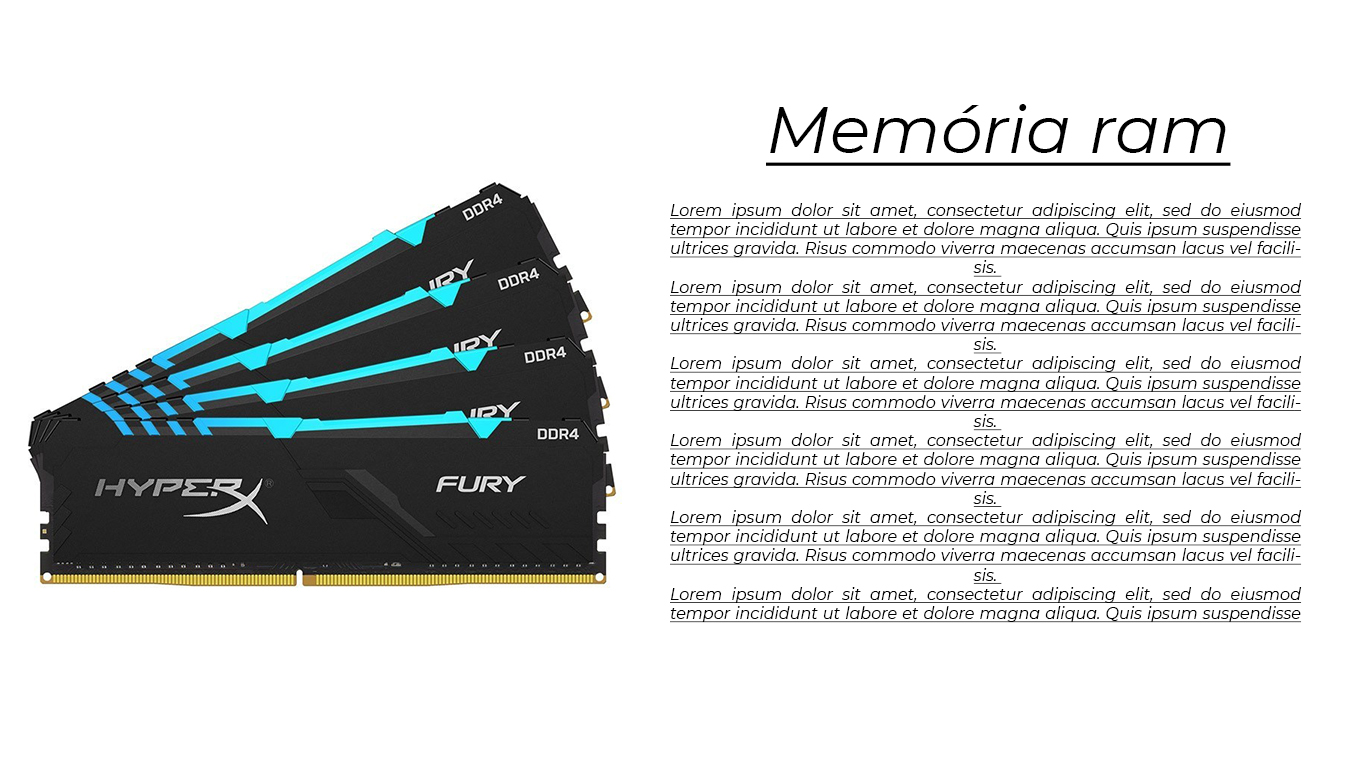 Memória ram
DDR4
DDR4
DDR4
DDR4
HYPERX®
FURY
Lorem ipsum dolor sit amet, consectetur adipiscing elit, sed do eiusmod
tempor incididunt ut labore et dolore magna aliqua. Quis ipsum suspendisse
ultrices gravida. Risus commodo viverra maecenas accumsan lacus vel facili-
sis.
Lorem ipsum dolor sit amet, consectetur adipiscing elit, sed do eiusmod
tempor incididunt ut labore et dolore magna aliqua. Quis ipsum suspendisse
ultrices gravida. Risus commodo viverra maecenas accumsan lacus vel facili-
sis.
Lorem ipsum dolor sit amet, consectetur adipiscing elit, sed do eiusmod
tempor incididunt ut labore et dolore magna aliqua. Quis ipsum suspendisse
ultrices gravida. Risus commodo viverra maecenas accumsan lacus vel facili-
sis.
Lorem ipsum dolor sit amet, consectetur adipiscing elit, sed do eiusmod
tempor incididunt ut labore et dolore magna aliqua. Quis ipsum suspendisse
ultrices gravida. Risus commodo viverra maecenas accumsan lacus vel facili-
sis.
Lorem ipsum dolor sit amet, consectetur adipiscing elit, sed do eiusmod
tempor incididunt ut labore et dolore magna aliqua. Quis ipsum suspendisse
ultrices gravida. Risus commodo viverra maecenas accumsan lacus vel facili-
sis.
Lorem ipsum dolor sit amet, consectetur adipiscing elit, sed do eiusmod
tempor incididunt ut labore et dolore magna aliqua. Quis ipsum suspendisse